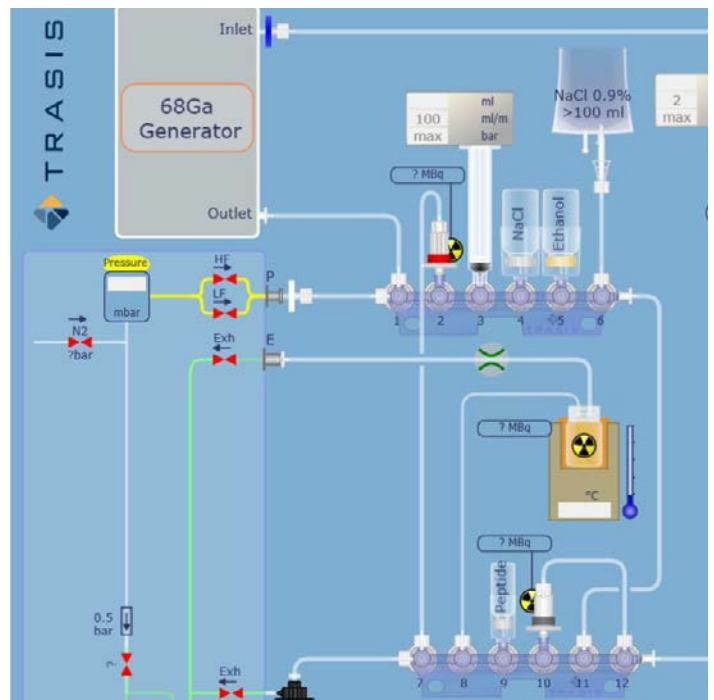 Inlet
TRASIS
68Ga
Generator
Outlet
ml
100
ml/m
max
bar
NaCl 0.9%
>100 ml
2
max
? MBq
NaCl
Ethanol
Pressure
mbar
HF
LF
P
1
2
3
4
5
6
TRASIS
N2
?bar
Exh
E
? MBq
°C
? MBq
Peptide
0.5
bar
?
Exh
7
8
9
10
11
12